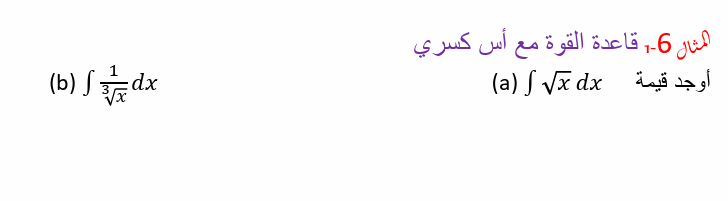 المثال 6-1 قاعدة القوة مع أس كسري
أوجد قيمة (a) ∫ √x dx (b) ∫ 1/∛x dx